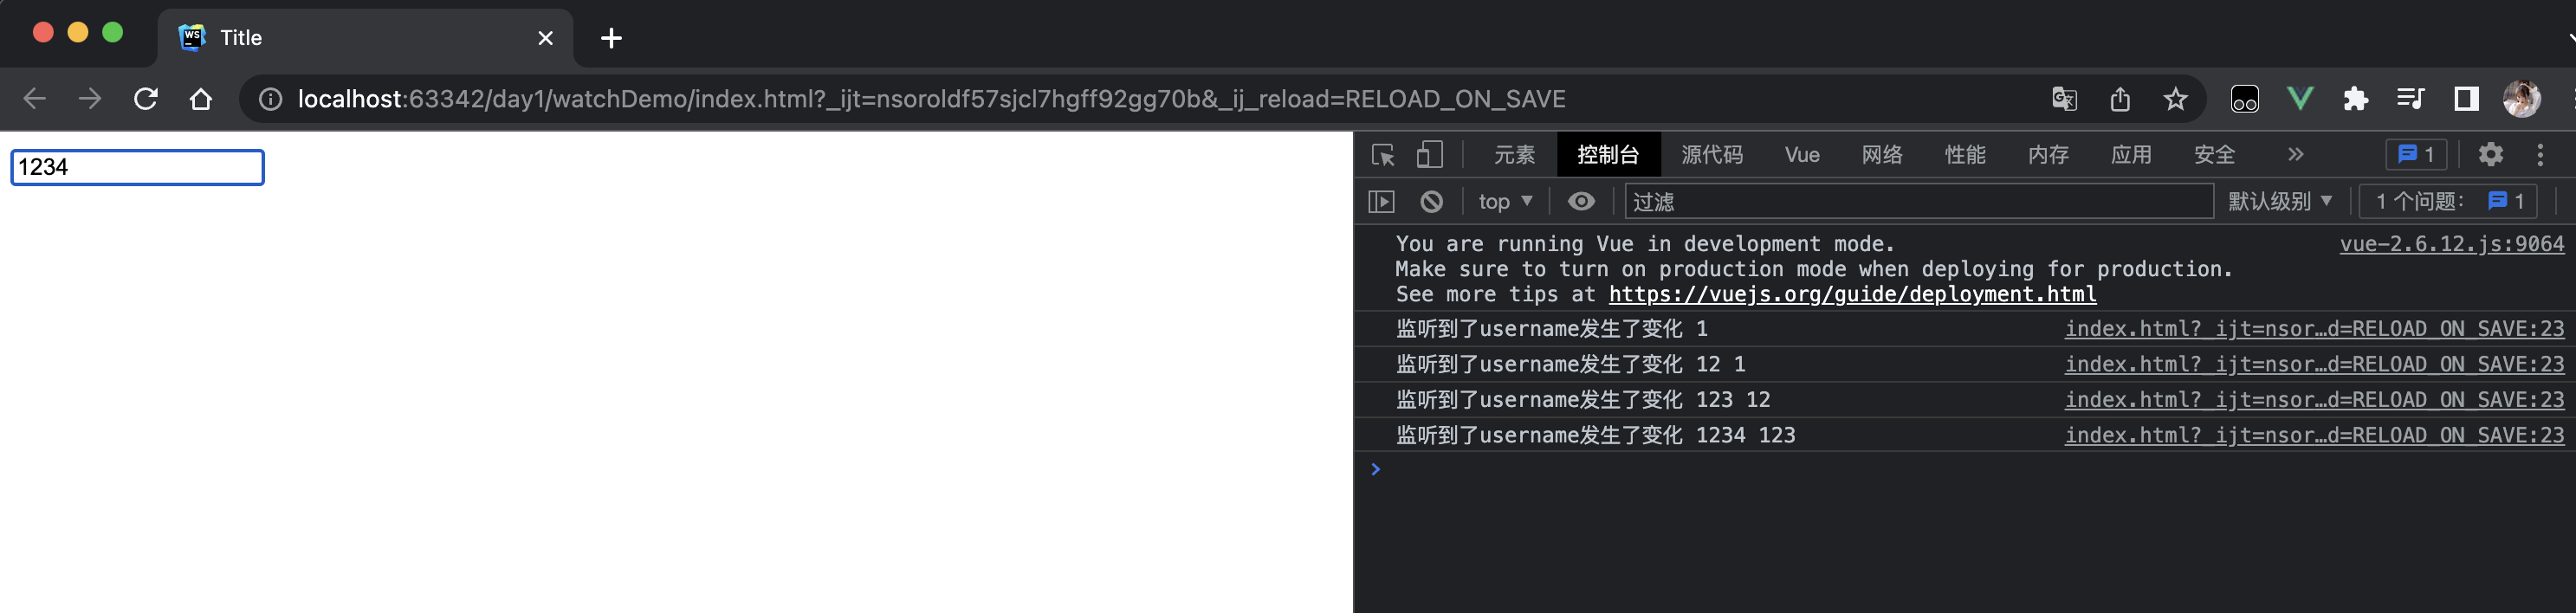 WS
Title
localhost:63342/day1/watchDemo/index.html?_ijt=nsoroldf57sjcl7hgff92gg70b&_ij_reload=RELOAD_ON_SAVE
1234
元素 控制台 源代码 Vue 网络 性能 内存 应用 安全 » 1
top 过滤 默认级别 1 个问题: 1
You are running Vue in development mode. vue-2.6.12.js:9064
Make sure to turn on production mode when deploying for production.
See more tips at https://vuejs.org/guide/deployment.html
监听到了username发生了变化 1 index.html?_ijt=nsor…d=RELOAD_ON_SAVE:23
监听到了username发生了变化 12 1 index.html?_ijt=nsor…d=RELOAD_ON_SAVE:23
监听到了username发生了变化 123 12 index.html?_ijt=nsor…d=RELOAD_ON_SAVE:23
监听到了username发生了变化 1234 123 index.html?_ijt=nsor…d=RELOAD_ON_SAVE:23